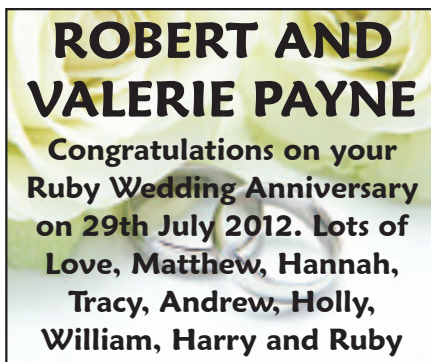 ROBERT AND
VALERIE PAYNE
Congratulations on your
Ruby Wedding Anniversary
on 29th July 2012. Lots of
Love, Matthew, Hannah,
Tracy, Andrew, Holly,
William, Harry and Ruby